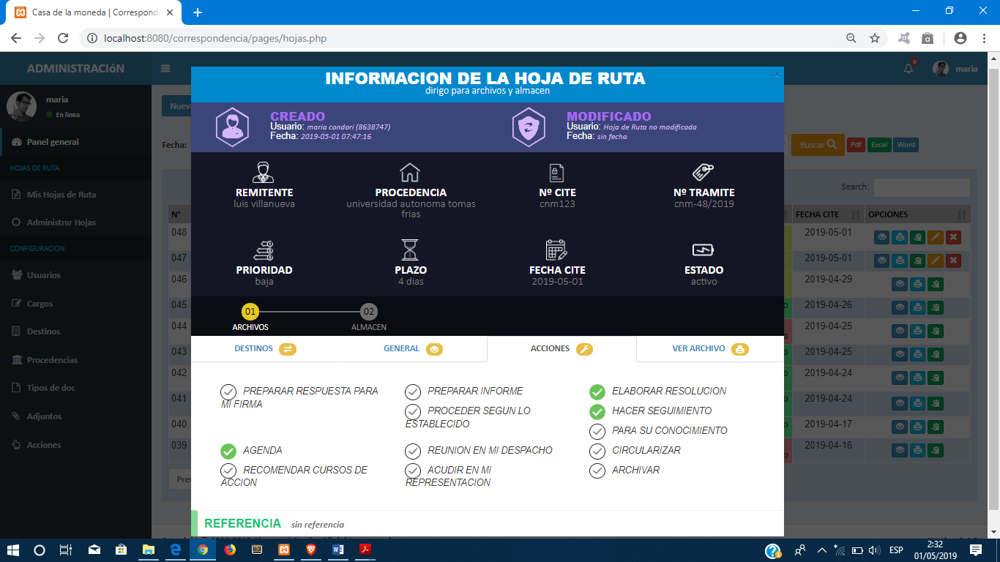 Casa de la moneda | Correspond
localhost:8080/correspondencia/pages/hojas.php
ADMINISTRACIóN
0
maria
maria
En linea
Panel general
HOJAS DE RUTA
Mis Hojas de Ruta
Administrar Hojas
CONFIGURACION
Usuarios
Cargos
Destinos
Procedencias
Tipos de doc
Adjuntos
Acciones
Nueva
Fecha:
Buscar
Pdf
Excel
Word
Search:
N°
FECHA CITE
OPCIONES
048
2019-05-01
047
2019-05-01
046
2019-04-29
045
2019-04-26
044
2019-04-25
043
2019-04-25
042
2019-04-24
041
2019-04-24
040
2019-04-17
039
2019-04-16
INFORMACION DE LA HOJA DE RUTA
dirigo para archivos y almacen
CREADO
Usuario: maria condori (8638747)
Fecha: 2019-05-01 07:47:16
MODIFICADO
Usuario: Hoja de Ruta no modificada
Fecha: sin fecha
REMITENTE
luis villanueva
PROCEDENCIA
universidad autonoma tomas
frias
Nº CITE
cnm123
Nº TRAMITE
cnm-48/2019
PRIORIDAD
baja
PLAZO
4 dias
FECHA CITE
2019-05-01
ESTADO
activo
01
ARCHIVOS
02
ALMACEN
DESTINOS
GENERAL
ACCIONES
VER ARCHIVO
PREPARAR RESPUESTA PARA
MI FIRMA
PREPARAR INFORME
ELABORAR RESOLUCION
PROCEDER SEGUN LO
ESTABLECIDO
HACER SEGUIMIENTO
PARA SU CONOCIMIENTO
AGENDA
REUNION EN MI DESPACHO
CIRCULARIZAR
RECOMENDAR CURSOS DE
ACCION
ACUDIR EN MI
REPRESENTACION
ARCHIVAR
REFERENCIA sin referencia
ESP
2:32
01/05/2019